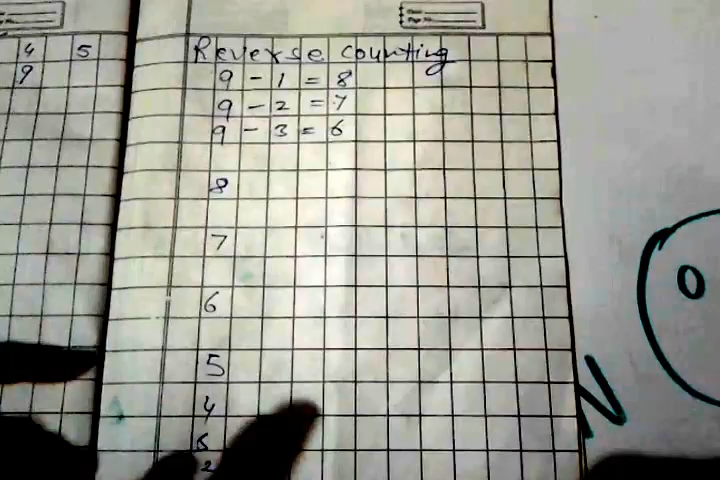 4 5
9
Reverse counting
9 - 1 = 8
9 - 2 = 7
9 - 3 = 6
8
7
6
5
4
2
N